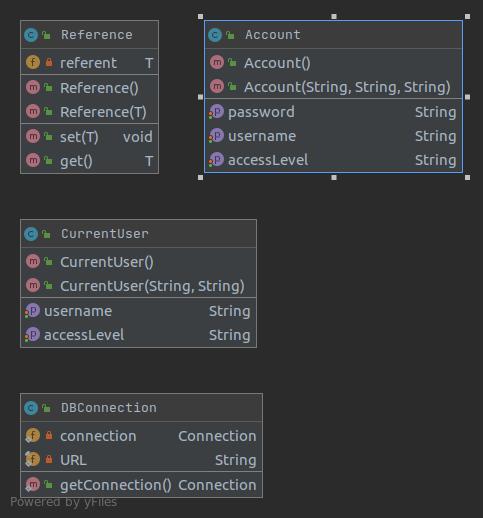 Reference
referent T
Reference()
Reference(T)
set(T) void
get() T
Account
Account()
Account(String, String, String)
password String
username String
accessLevel String
CurrentUser
CurrentUser()
CurrentUser(String, String)
username String
accessLevel String
DBConnection
connection Connection
URL String
getConnection() Connection
Powered by yFiles